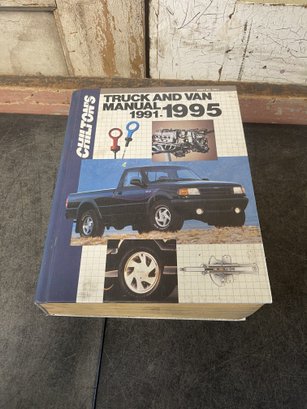 CHILTON'S
TRUCK AND VAN
MANUAL
1991-1995